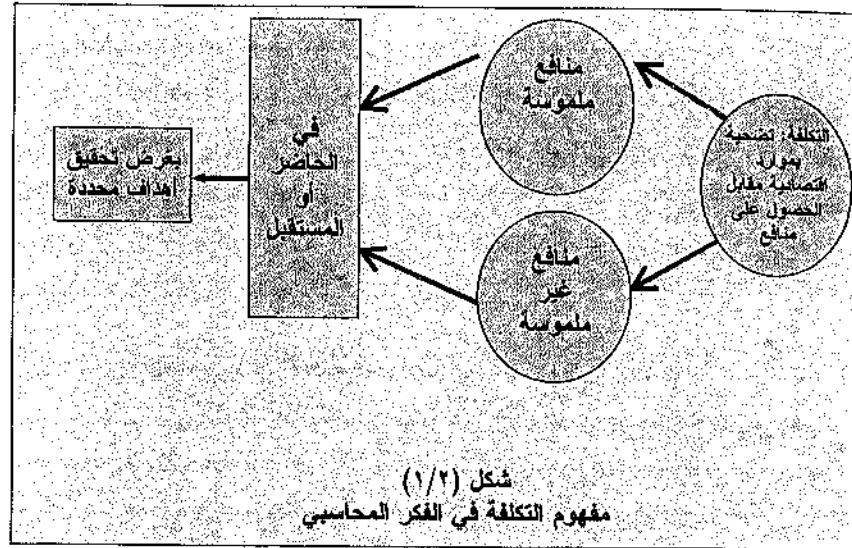 التكلفة: تضحية
بموارد
اقتصادية مقابل
الحصول على
منافع
منافع
ملموسة
منافع
غير
ملموسة
في
الحاضر
أو
المستقبل
بغرض تحقيق
أهداف محددة
شكل (١/٢)
مفهوم التكلفة في الفكر المحاسبي